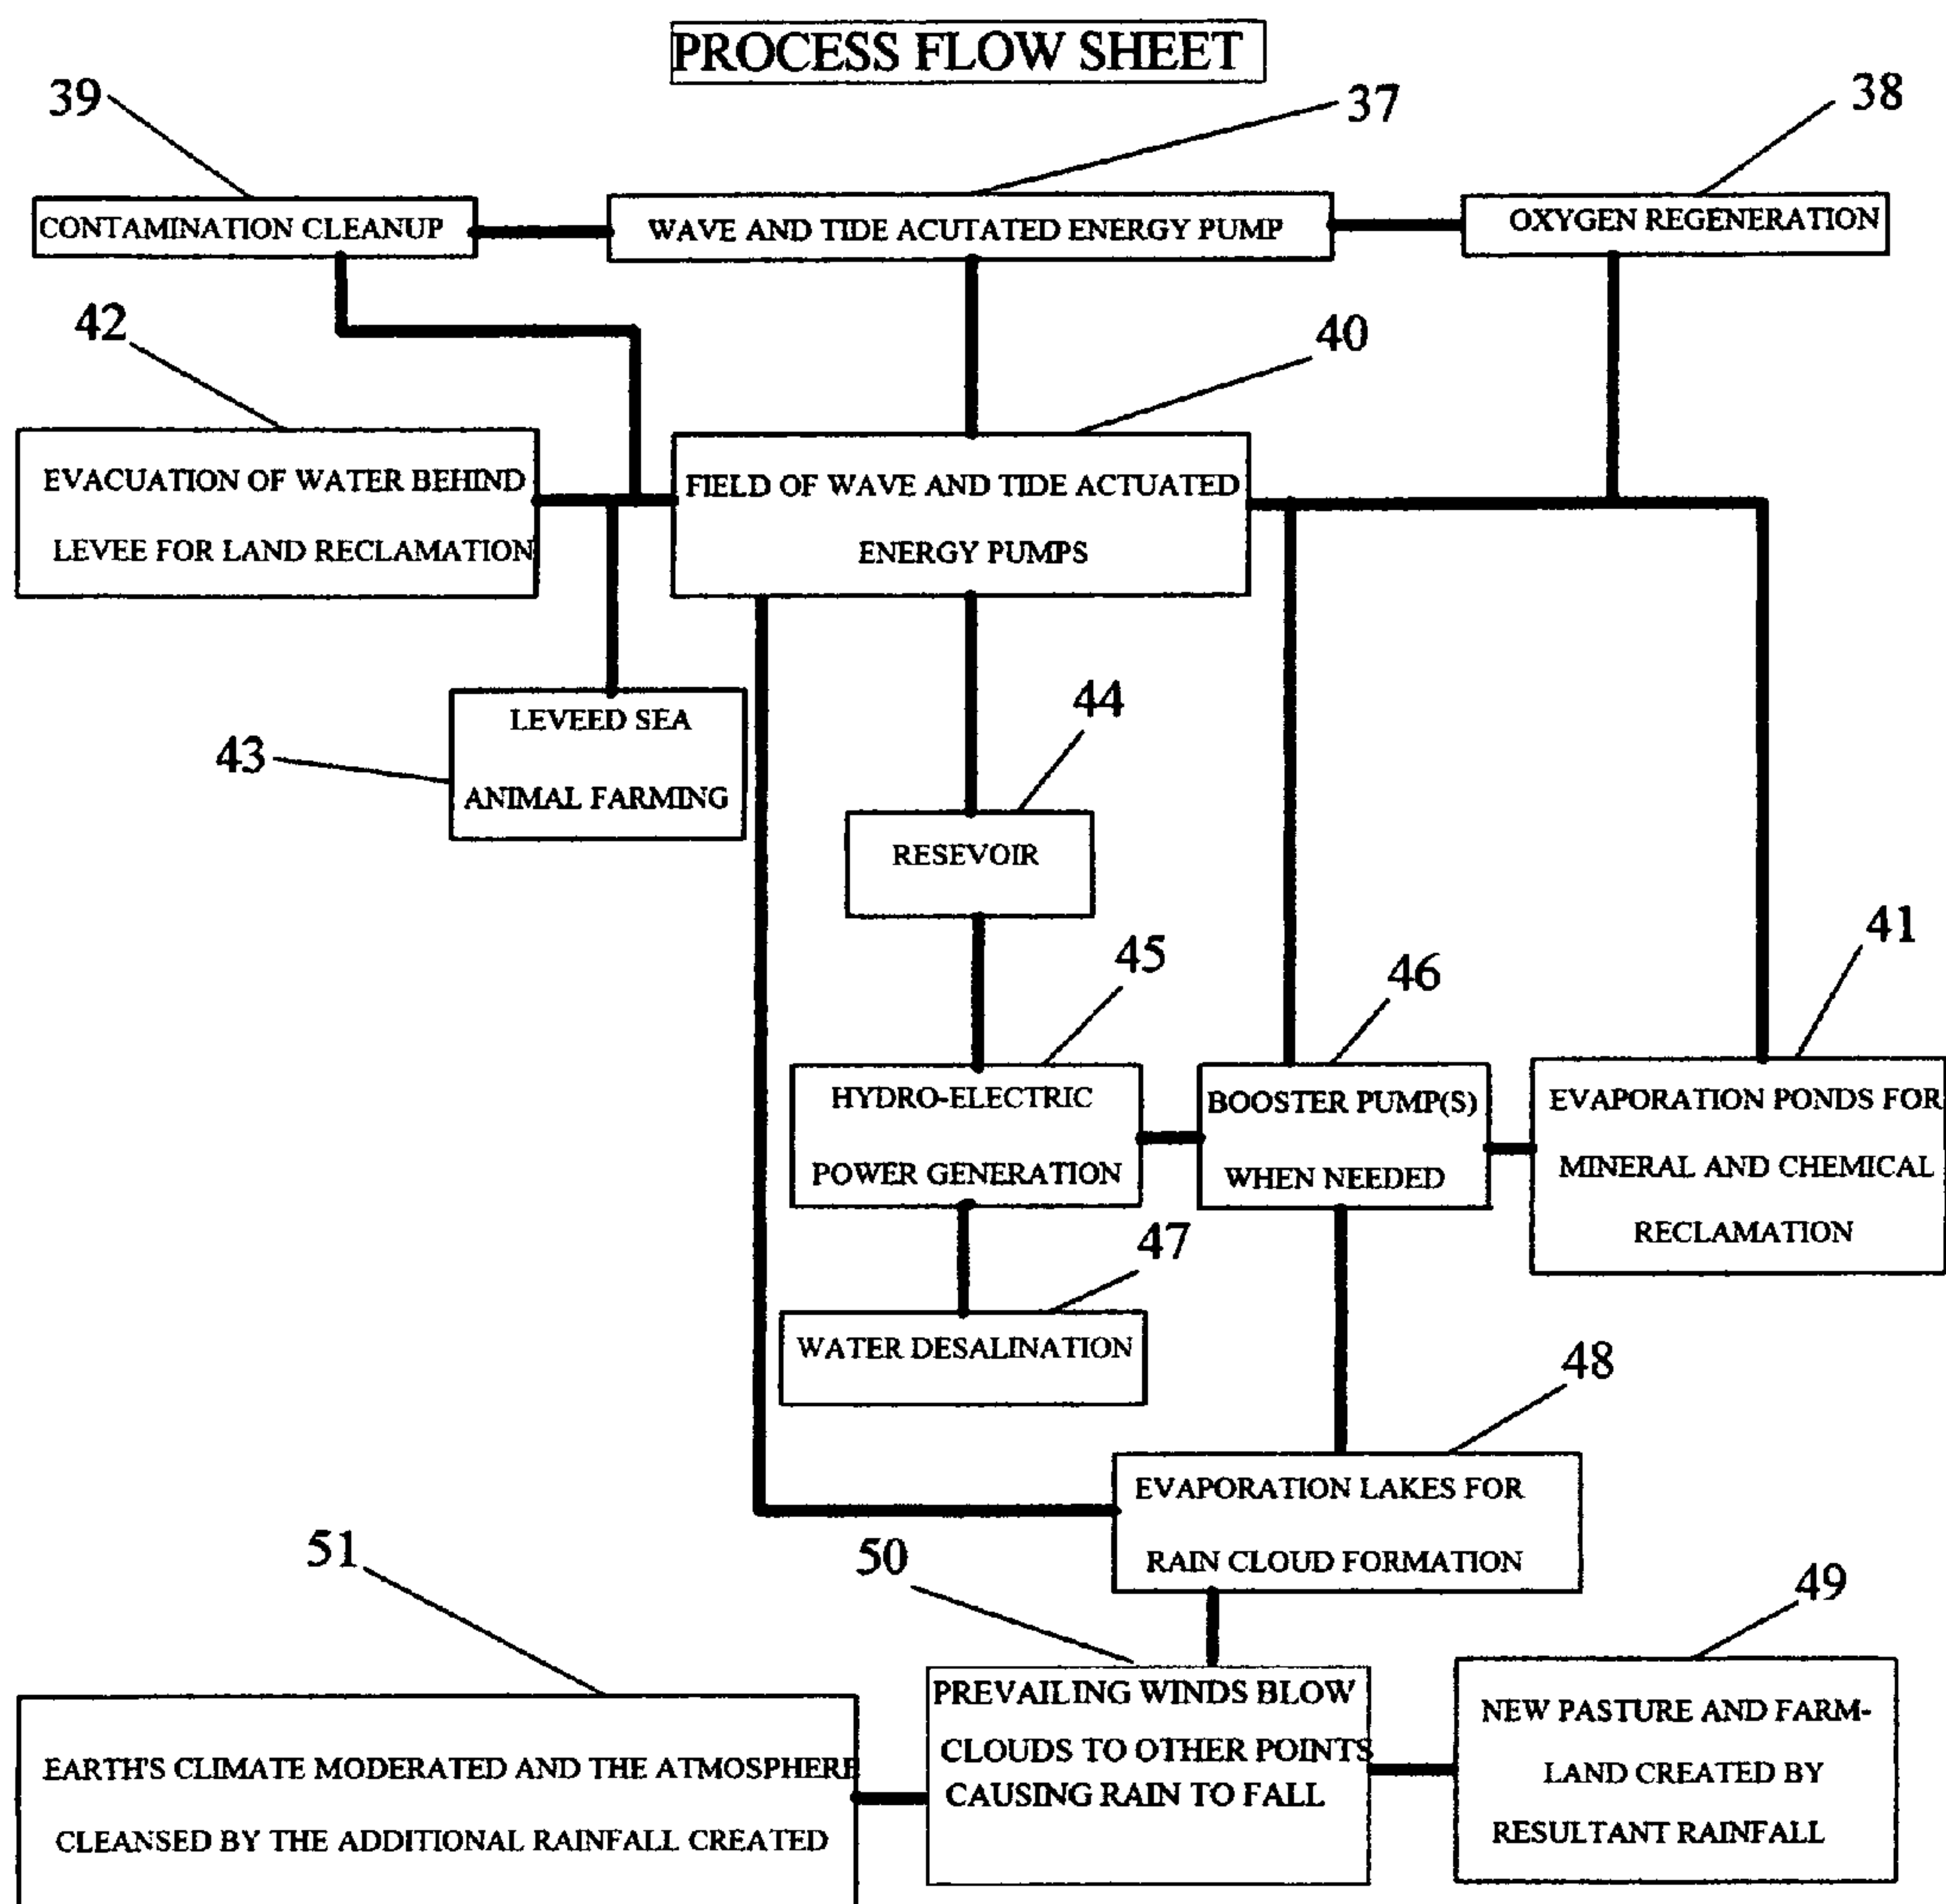 PROCESS FLOW SHEET
39
37
38
CONTAMINATION CLEANUP
WAVE AND TIDE ACUTATED ENERGY PUMP
OXYGEN REGENERATION
42
40
EVACUATION OF WATER BEHIND
LEVEE FOR LAND RECLAMATION
FIELD OF WAVE AND TIDE ACTUATED
ENERGY PUMPS
43
LEVEED SEA
ANIMAL FARMING
44
RESEVOIR
45
46
41
HYDRO-ELECTRIC
POWER GENERATION
BOOSTER PUMP(S)
WHEN NEEDED
EVAPORATION PONDS FOR
MINERAL AND CHEMICAL
RECLAMATION
47
WATER DESALINATION
48
EVAPORATION LAKES FOR
RAIN CLOUD FORMATION
51
50
49
EARTH'S CLIMATE MODERATED AND THE ATMOSPHERE
CLEANSED BY THE ADDITIONAL RAINFALL CREATED
PREVAILING WINDS BLOW
CLOUDS TO OTHER POINTS
CAUSING RAIN TO FALL
NEW PASTURE AND FARM-
LAND CREATED BY
RESULTANT RAINFALL